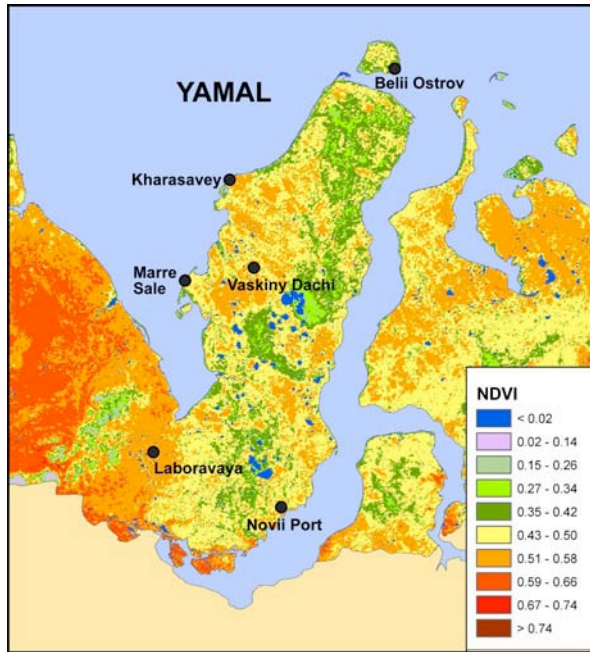 YAMAL
Belii Ostrov
Kharasavey
Marre
Sale
Vaskiny Dachi
Laboravaya
Novii Port
NDVI
< 0.02
0.02 - 0.14
0.15 - 0.26
0.27 - 0.34
0.35 - 0.42
0.43 - 0.50
0.51 - 0.58
0.59 - 0.66
0.67 - 0.74
> 0.74